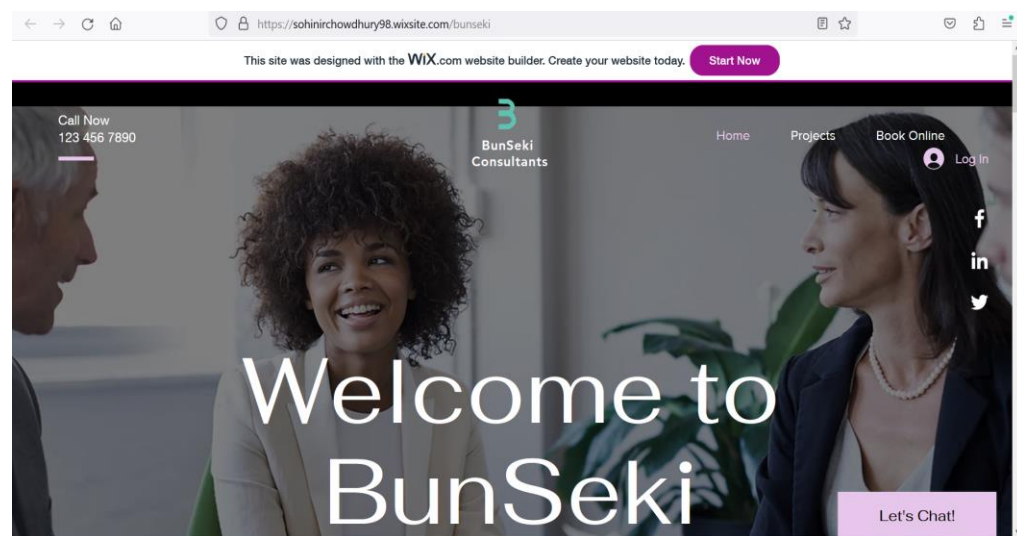 https://sohinirchowdhury98.wixsite.com/bunseki
This site was designed with the WiX.com website builder. Create your website today. Start Now
Call Now
123 456 7890
BunSeki
Consultants
Home Projects Book Online
Log In
f
in
Welcome to
BunSeki
Let's Chat!